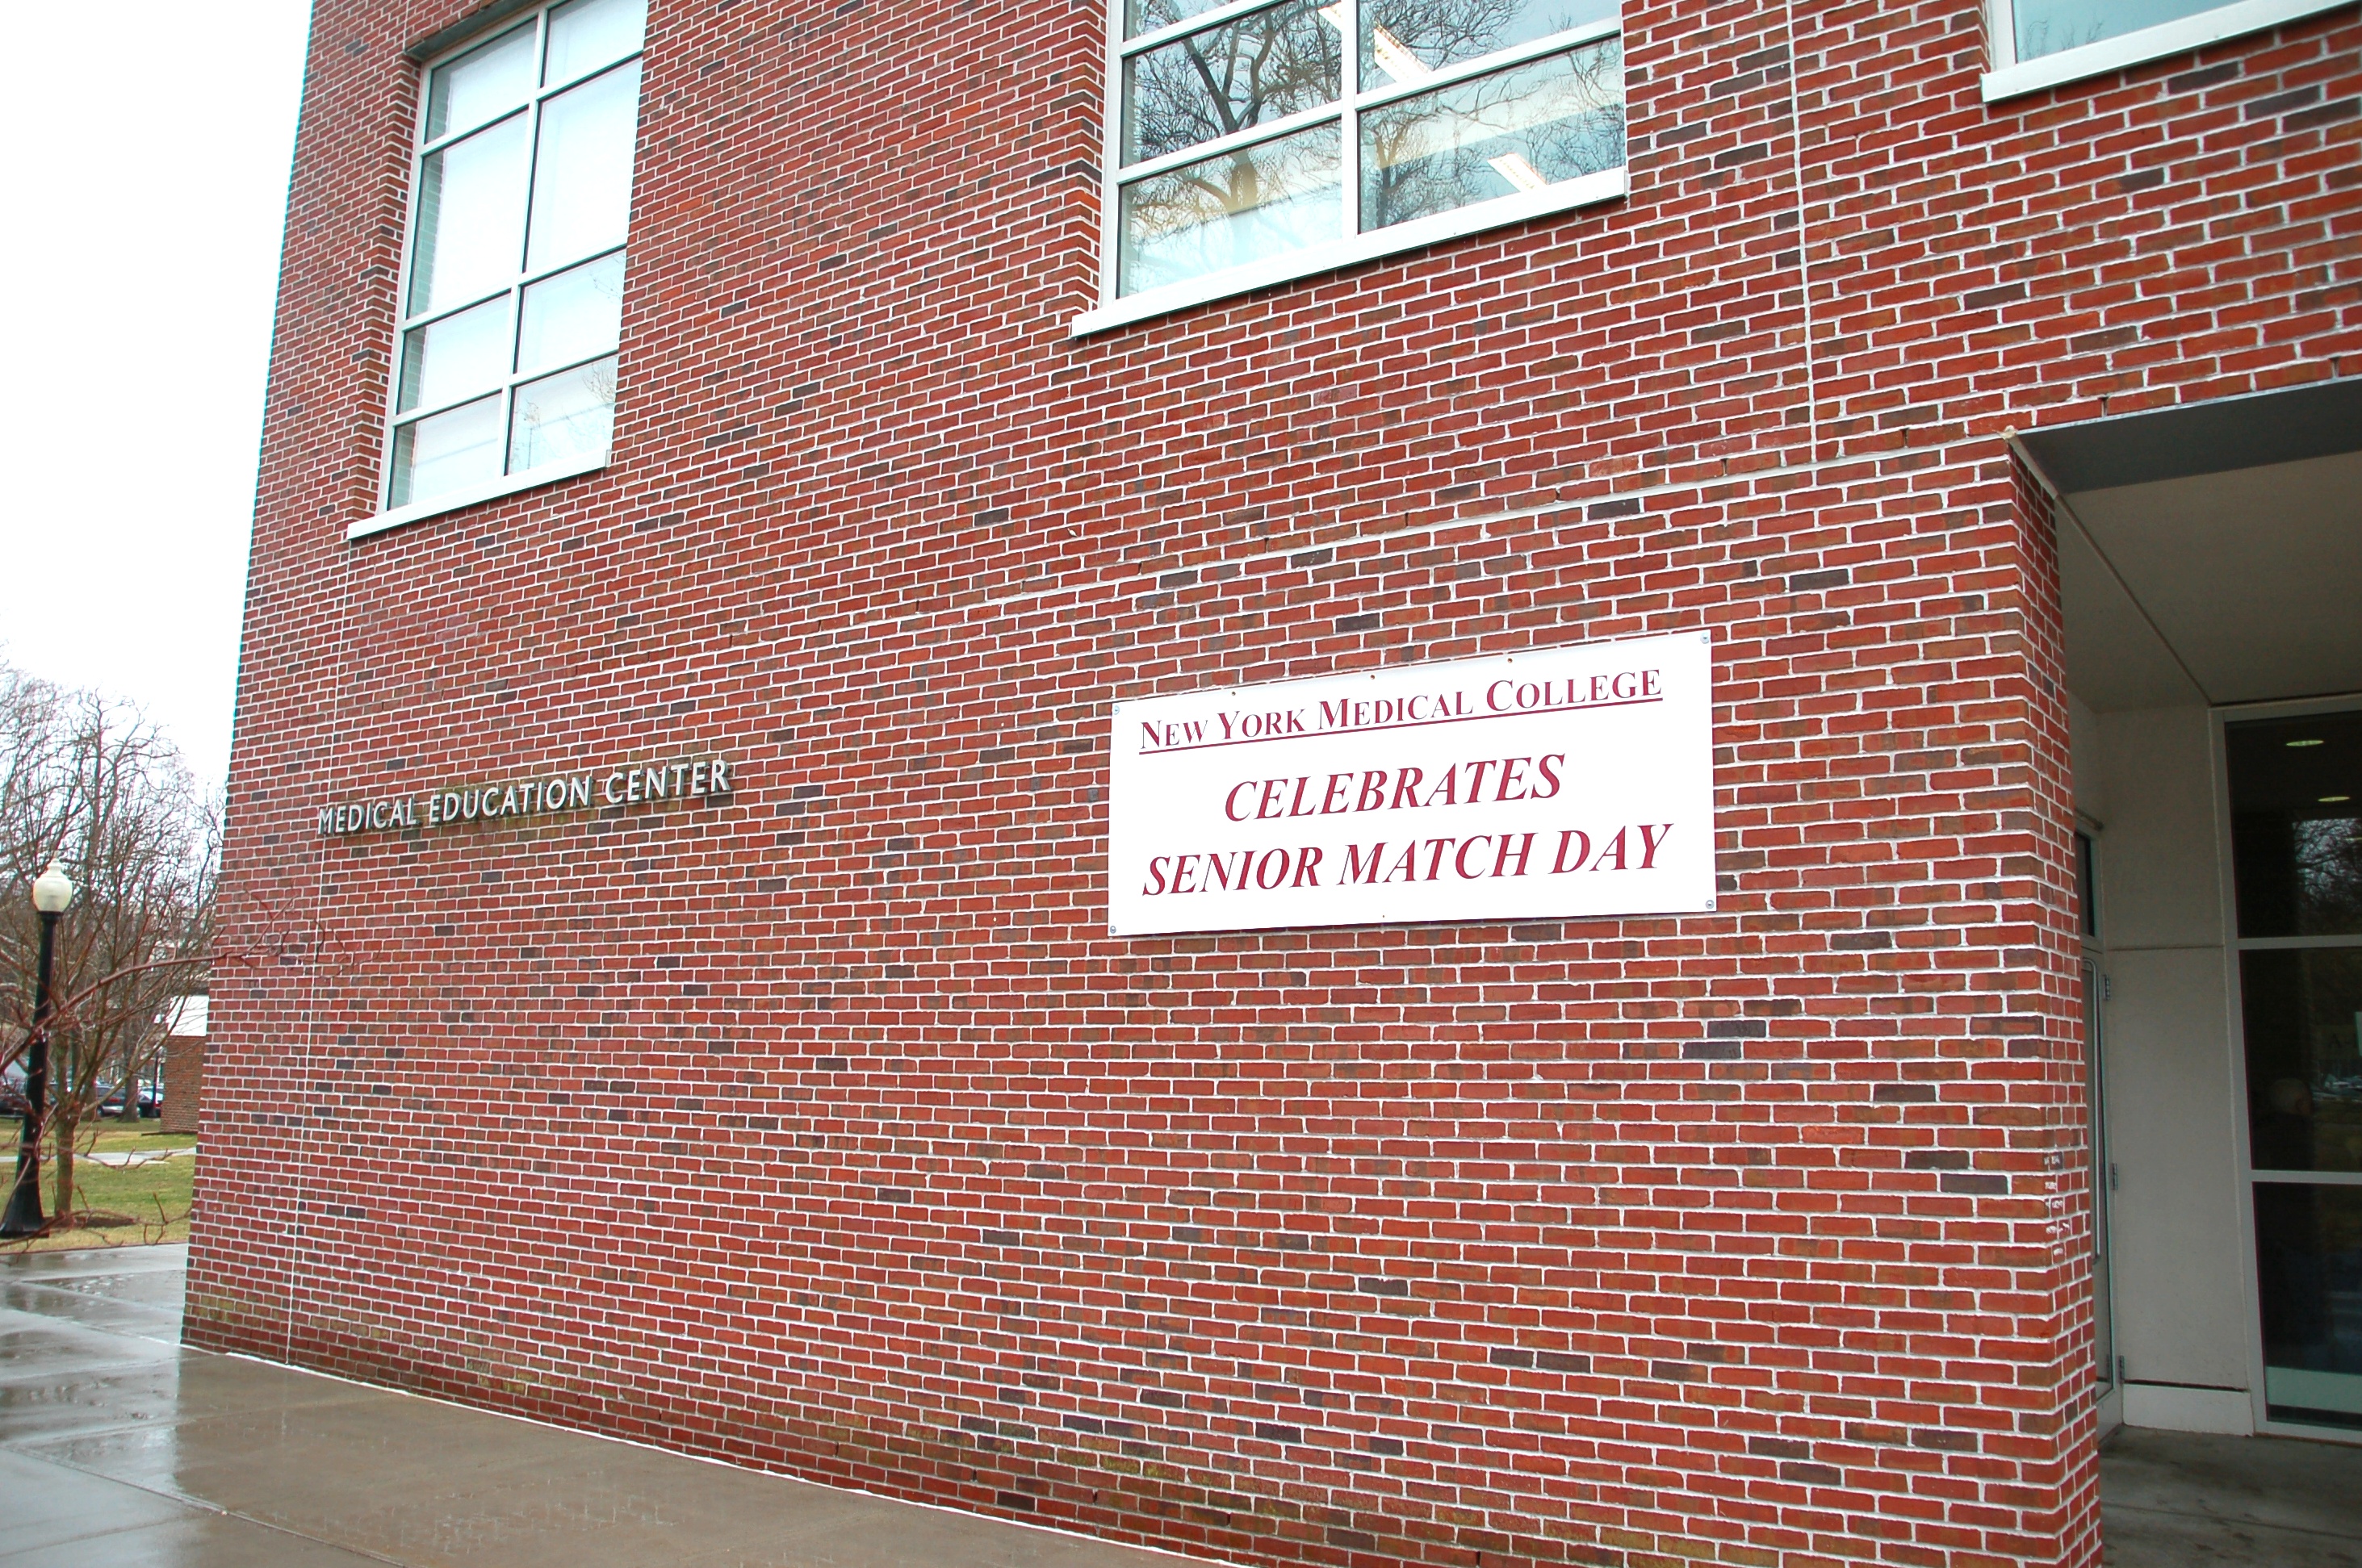 MEDICAL EDUCATION CENTER
NEW YORK MEDICAL COLLEGE
CELEBRATES
SENIOR MATCH DAY